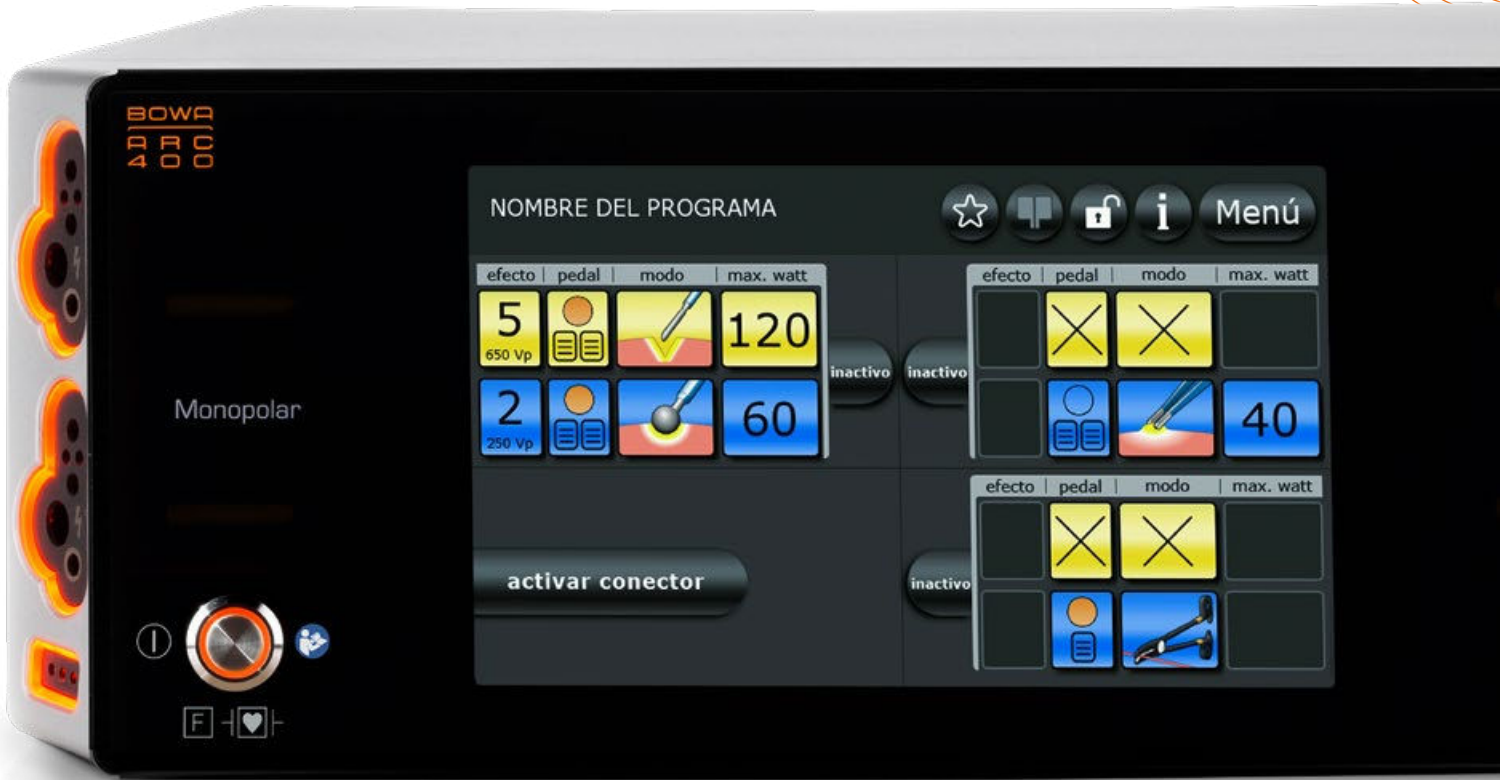 BOWA
ARC
400
NOMBRE DEL PROGRAMA
i
Menú
efecto | pedal | modo | max. watt
5
650 Vp
120
inactivo
2
250 Vp
60
Monopolar
inactivo
efecto | pedal | modo | max. watt
40
activar conector
inactivo
efecto | pedal | modo | max. watt
F